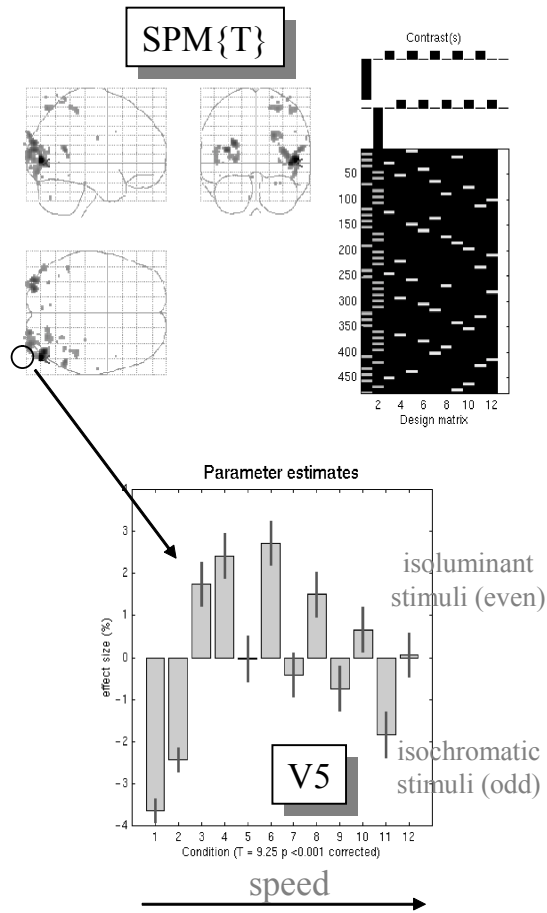 SPM{T}
Contrast(s)
50
100
150
200
250
300
350
400
450
2 4 6 8 10 12
Design matrix
Parameter estimates
4
3
2
1
0
-1
-2
-3
-4
effect size (%)
isoluminant
stimuli (even)
isochromatic
stimuli (odd)
V5
1 2 3 4 5 6 7 8 9 10 11 12
Condition (T = 9.25 p <0.001 corrected)
speed